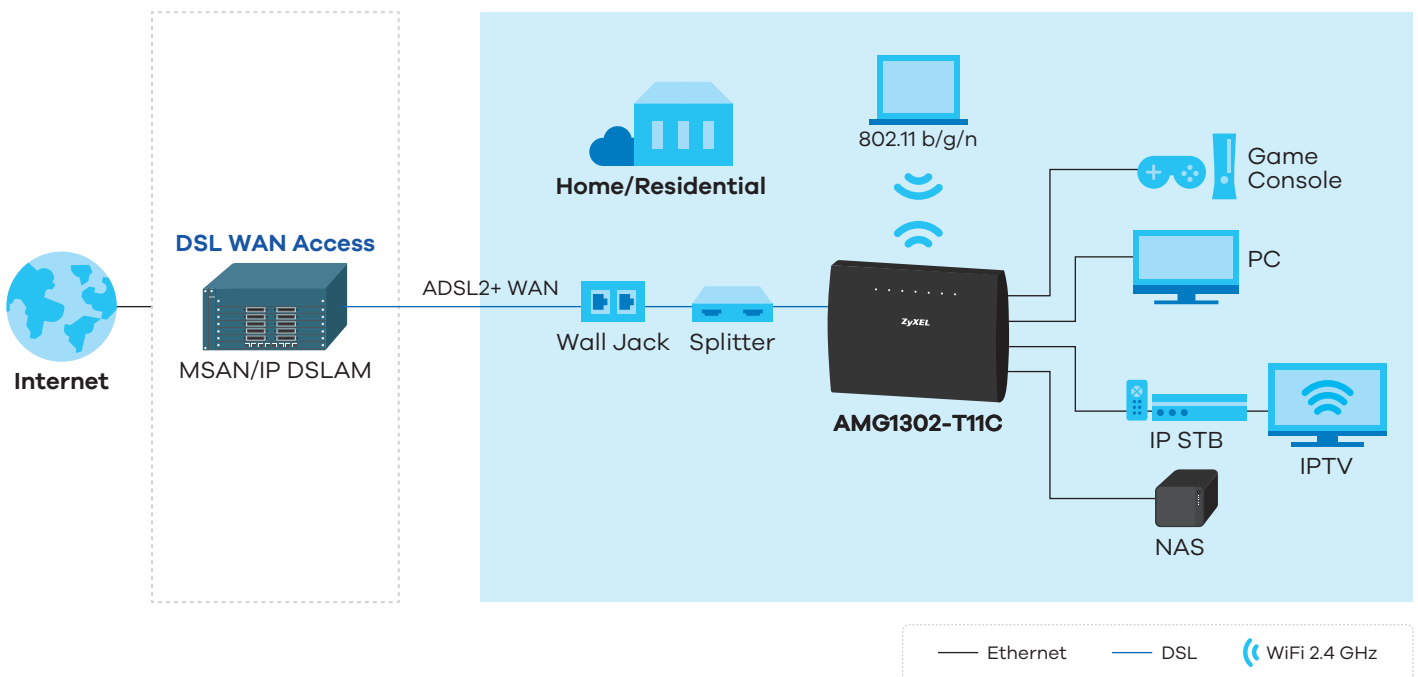 802.11 b/g/n
Home/Residential
Game
Console
DSL WAN Access
PC
ADSL2+ WAN
ZyXEL
Wall Jack
Splitter
MSAN/IP DSLAM
Internet
AMG1302-T11C
IP STB
IPTV
NAS
Ethernet
DSL
WiFi 2.4 GHz